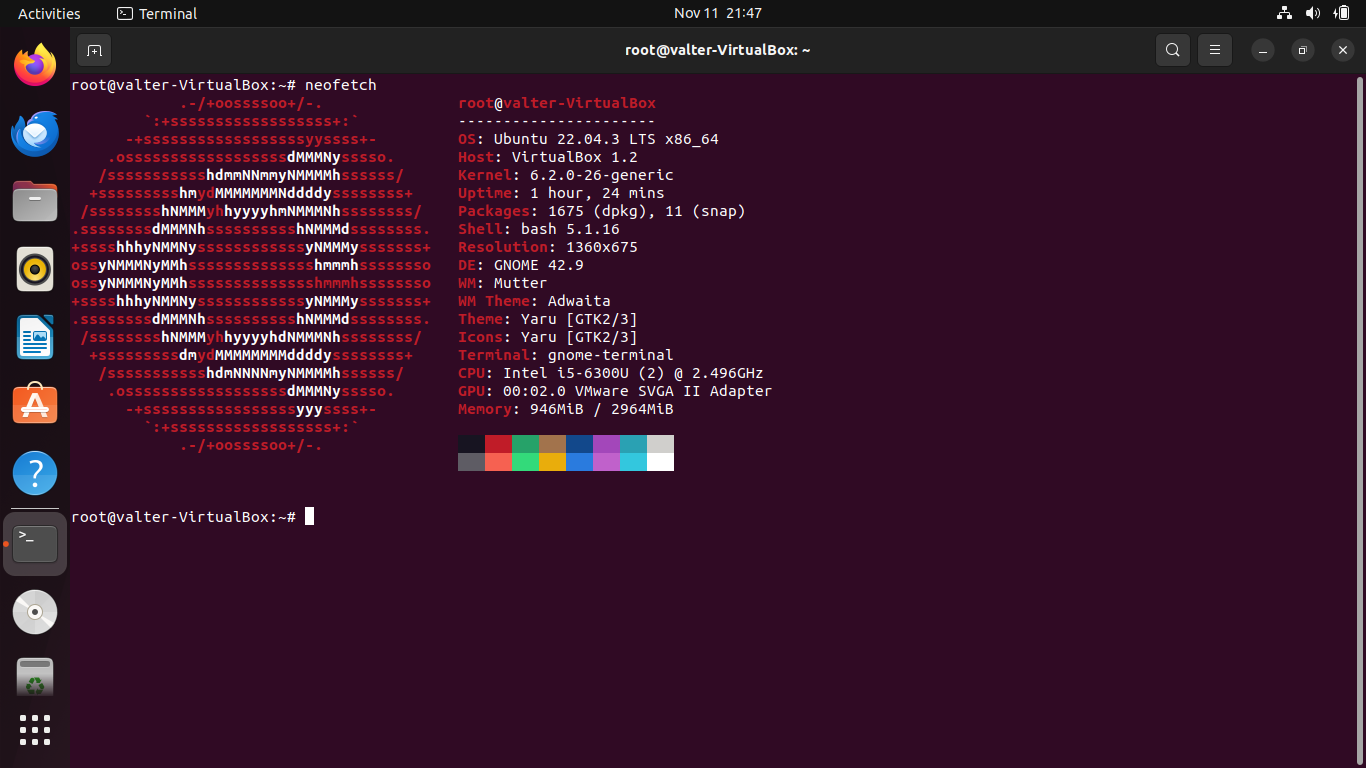 Activities
Terminal
Nov 11 21:47
root@valter-VirtualBox: ~
root@valter-VirtualBox:~# neofetch
.-/+oossssoo+/-. root@valter-VirtualBox
`:+ssssssssssssssssss+:` ----------------------
-+ssssssssssssssssssyyssss+- OS: Ubuntu 22.04.3 LTS x86_64
.ossssssssssssssssssdMMMNysssso. Host: VirtualBox 1.2
/ssssssssssshdmmNNmmyNMMMMhssssss/ Kernel: 6.2.0-26-generic
+ssssssssshmydMMMMMMMNddddyssssssss+ Uptime: 1 hour, 24 mins
/sssssssshNMMMyhhyyyyhmNMMMNhssssssss/ Packages: 1675 (dpkg), 11 (snap)
.ssssssssdMMMNhsssssssssshNMMMdssssssss. Shell: bash 5.1.16
+sssshhhyNMMNyssssssssssssyNMMMysssssss+ Resolution: 1360x675
ossyNMMMNyMMhsssssssssssssshmmmhssssssso DE: GNOME 42.9
ossyNMMMNyMMhsssssssssssssshmmmhssssssso WM: Mutter
+sssshhhyNMMNyssssssssssssyNMMMysssssss+ WM Theme: Adwaita
.ssssssssdMMMNhsssssssssshNMMMdssssssss. Theme: Yaru [GTK2/3]
/sssssssshNMMMyhhyyyyhdNMMMNhssssssss/ Icons: Yaru [GTK2/3]
+sssssssssdmydMMMMMMMMddddyssssssss+ Terminal: gnome-terminal
/ssssssssssshdmNNNNmyNMMMMhssssss/ CPU: Intel i5-6300U (2) @ 2.496GHz
.ossssssssssssssssssdMMMNysssso. GPU: 00:02.0 VMware SVGA II Adapter
-+sssssssssssssssssyyyssss+- Memory: 946MiB / 2964MiB
`:+ssssssssssssssssss+:`
.-/+oossssoo+/-.
root@valter-VirtualBox:~#